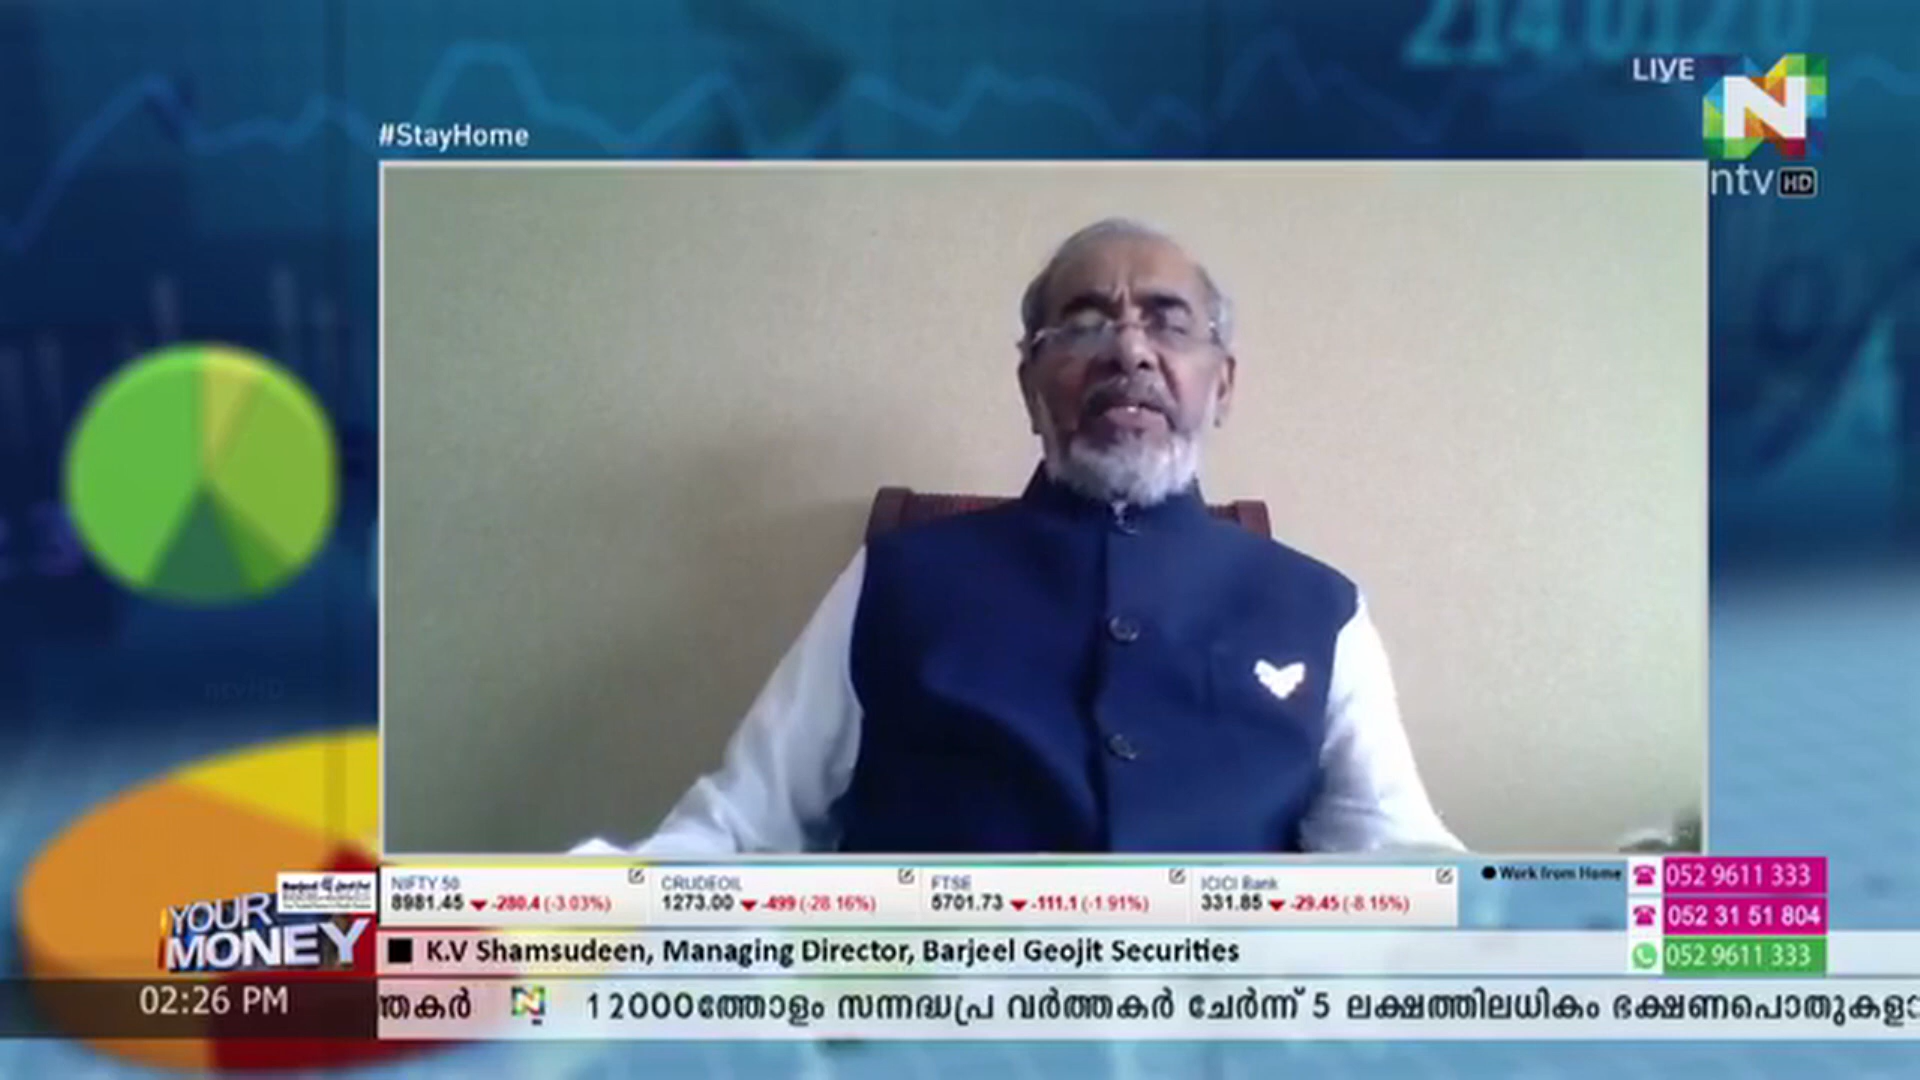 214.0120
LIVE
N
ntv HD
#StayHome
NIFTY 50
8981.45 -280.4 (-3.03%)
CRUDEOIL
1273.00 -499 (-28.16%)
FTSE
5701.73 -111.1 (-1.91%)
ICICI Bank
331.85 -29.45 (-8.15%)
Work from Home
052 9611 333
052 31 51 804
052 9611 333
YOUR
MONEY
K.V Shamsudeen, Managing Director, Barjeel Geojit Securities
02:26 PM
ന്തകർ N 12000ത്തോളം സന്നദ്ധപ്ര വർത്തകർ ചേർന്ന് 5 ലക്ഷത്തിലധികം ഭക്ഷണപൊതുകളാ